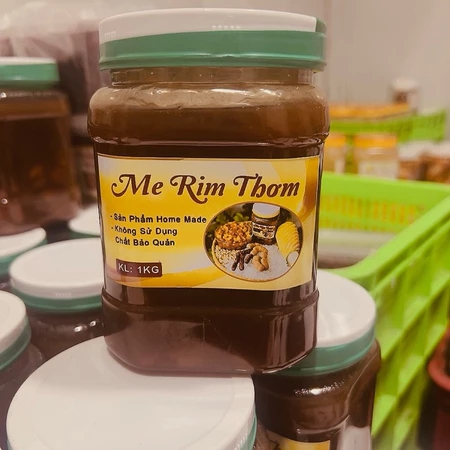 Me Rim Thơm
- Sản Phẩm Home Made
- Không Sử Dụng
Chất Bảo Quản
KL: 1KG